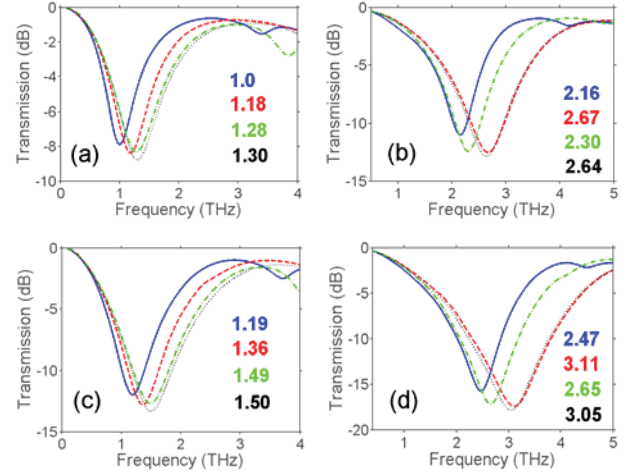 0
-2
-4
-6
-8
-10
Transmission (dB)
1.0
1.18
1.28
1.30
(a)
0 1 2 3 4
Frequency (THz)
0
-5
-10
-15
Transmission (dB)
2.16
2.67
2.30
2.64
(b)
1 2 3 4 5
Frequency (THz)
0
-5
-10
-15
Transmission (dB)
1.19
1.36
1.49
1.50
(c)
0 1 2 3 4
Frequency (THz)
0
-5
-10
-15
-20
Transmission (dB)
2.47
3.11
2.65
3.05
(d)
1 2 3 4 5
Frequency (THz)